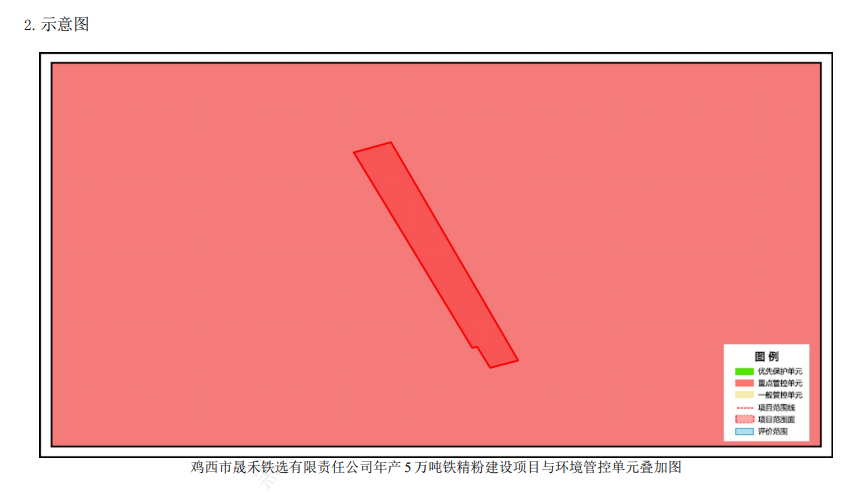 2. 示意图
图 例
优先保护单元
重点管控单元
一般管控单元
项目范围线
项目范围面
评价范围
鸡西市晟禾铁选有限责任公司年产 5 万吨铁精粉建设项目与环境管控单元叠加图